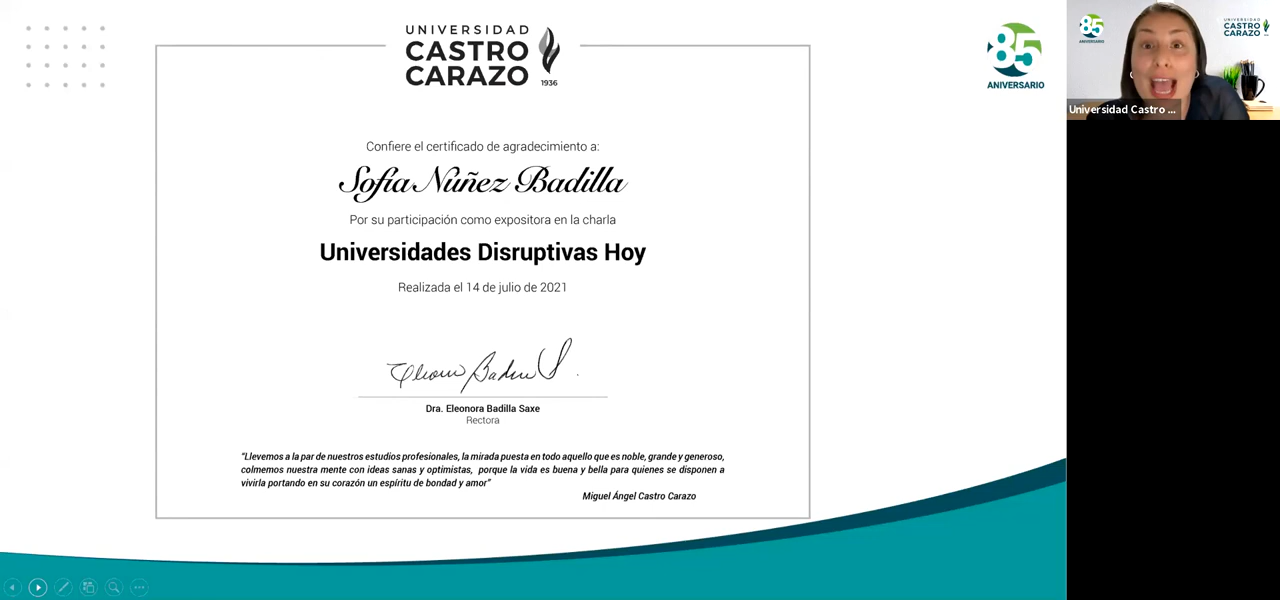 UNIVERSIDAD
CASTRO
CARAZO
1936
85
ANIVERSARIO
Confiere el certificado de agradecimiento a:
Sofía Núñez Badilla
Por su participación como expositora en la charla
Universidades Disruptivas Hoy
Realizada el 14 de julio de 2021
Dra. Eleonora Badilla Saxe
Rectora
“Llevemos a la par de nuestros estudios profesionales, la mirada puesta en todo aquello que es noble, grande y generoso,
colmemos nuestra mente con ideas sanas y optimistas, porque la vida es buena y bella para quienes se disponen a
vivirla portando en su corazón un espíritu de bondad y amor”
Miguel Ángel Castro Carazo
85
ANIVERSARIO
UNIVERSIDAD
CASTRO
CARAZO
Universidad Castro ...